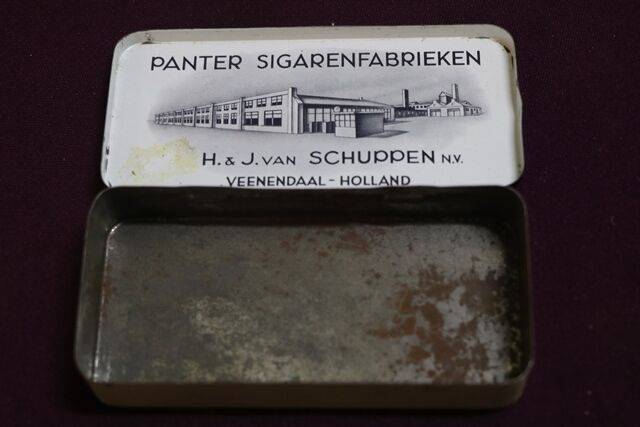 PANTER SIGARENFABRIEKEN
H. & J. VAN SCHUPPEN N.V.
VEENENDAAL - HOLLAND